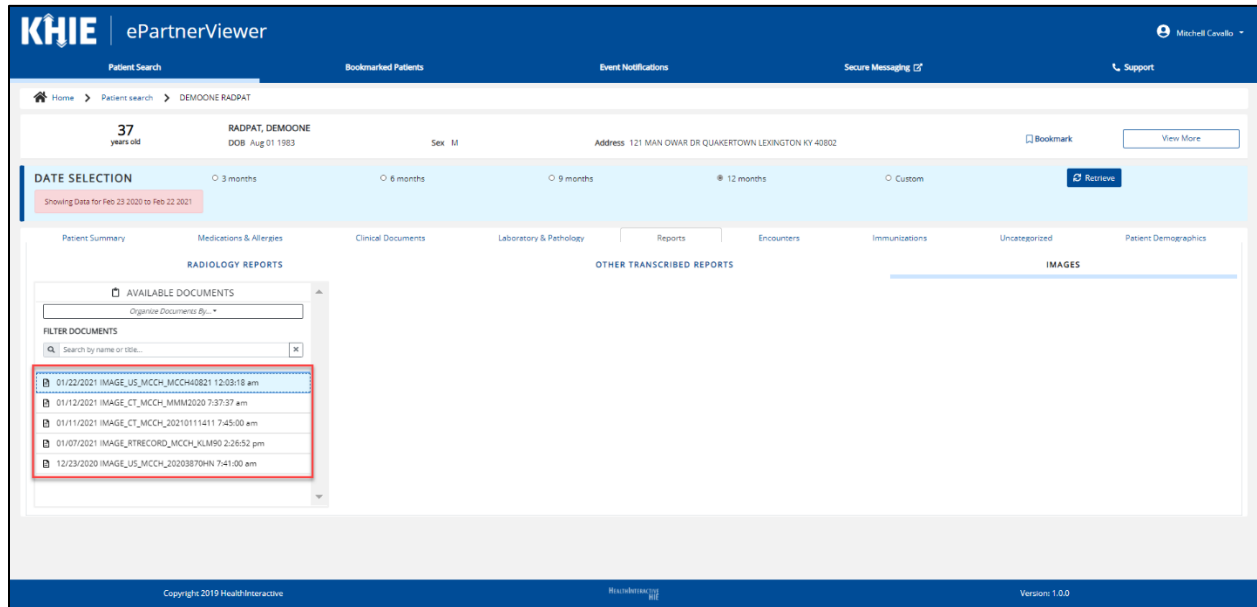 KHIE ePartnerViewer Mitchell Cavallo
Patient Search Bookmarked Patients Event Notifications Secure Messaging Support
Home Patient search DEMOONE RADPAT
37 years old
RADPAT, DEMOONE
DOB Aug 01 1983 Sex M Address 121 MAN OWAR DR QUAKERTOWN LEXINGTON KY 40802 Bookmark View More
DATE SELECTION 3 months 6 months 9 months 12 months Custom Retrieve
Showing Data for Feb 23 2020 to Feb 22 2021
Patient Summary Medications & Allergies Clinical Documents Laboratory & Pathology Reports Encounters Immunizations Uncategorized Patient Demographics
RADIOLOGY REPORTS OTHER TRANSCRIBED REPORTS IMAGES
AVAILABLE DOCUMENTS
Organize Documents By...
FILTER DOCUMENTS
Search by name or title... x
01/22/2021 IMAGE_US_MCCH_MCCH40821 12:03:18 am
01/12/2021 IMAGE_CT_MCCH_MMM2020 7:37:37 am
01/11/2021 IMAGE_CT_MCCH_20210111411 7:45:00 am
01/07/2021 IMAGE_RTRECORD_MCCH_KLM90 2:26:52 pm
12/23/2020 IMAGE_US_MCCH_20203870HN 7:41:00 am
Copyright 2019 HealthInteractive HEALTHINTERACTIVE HIE Version: 1.0.0